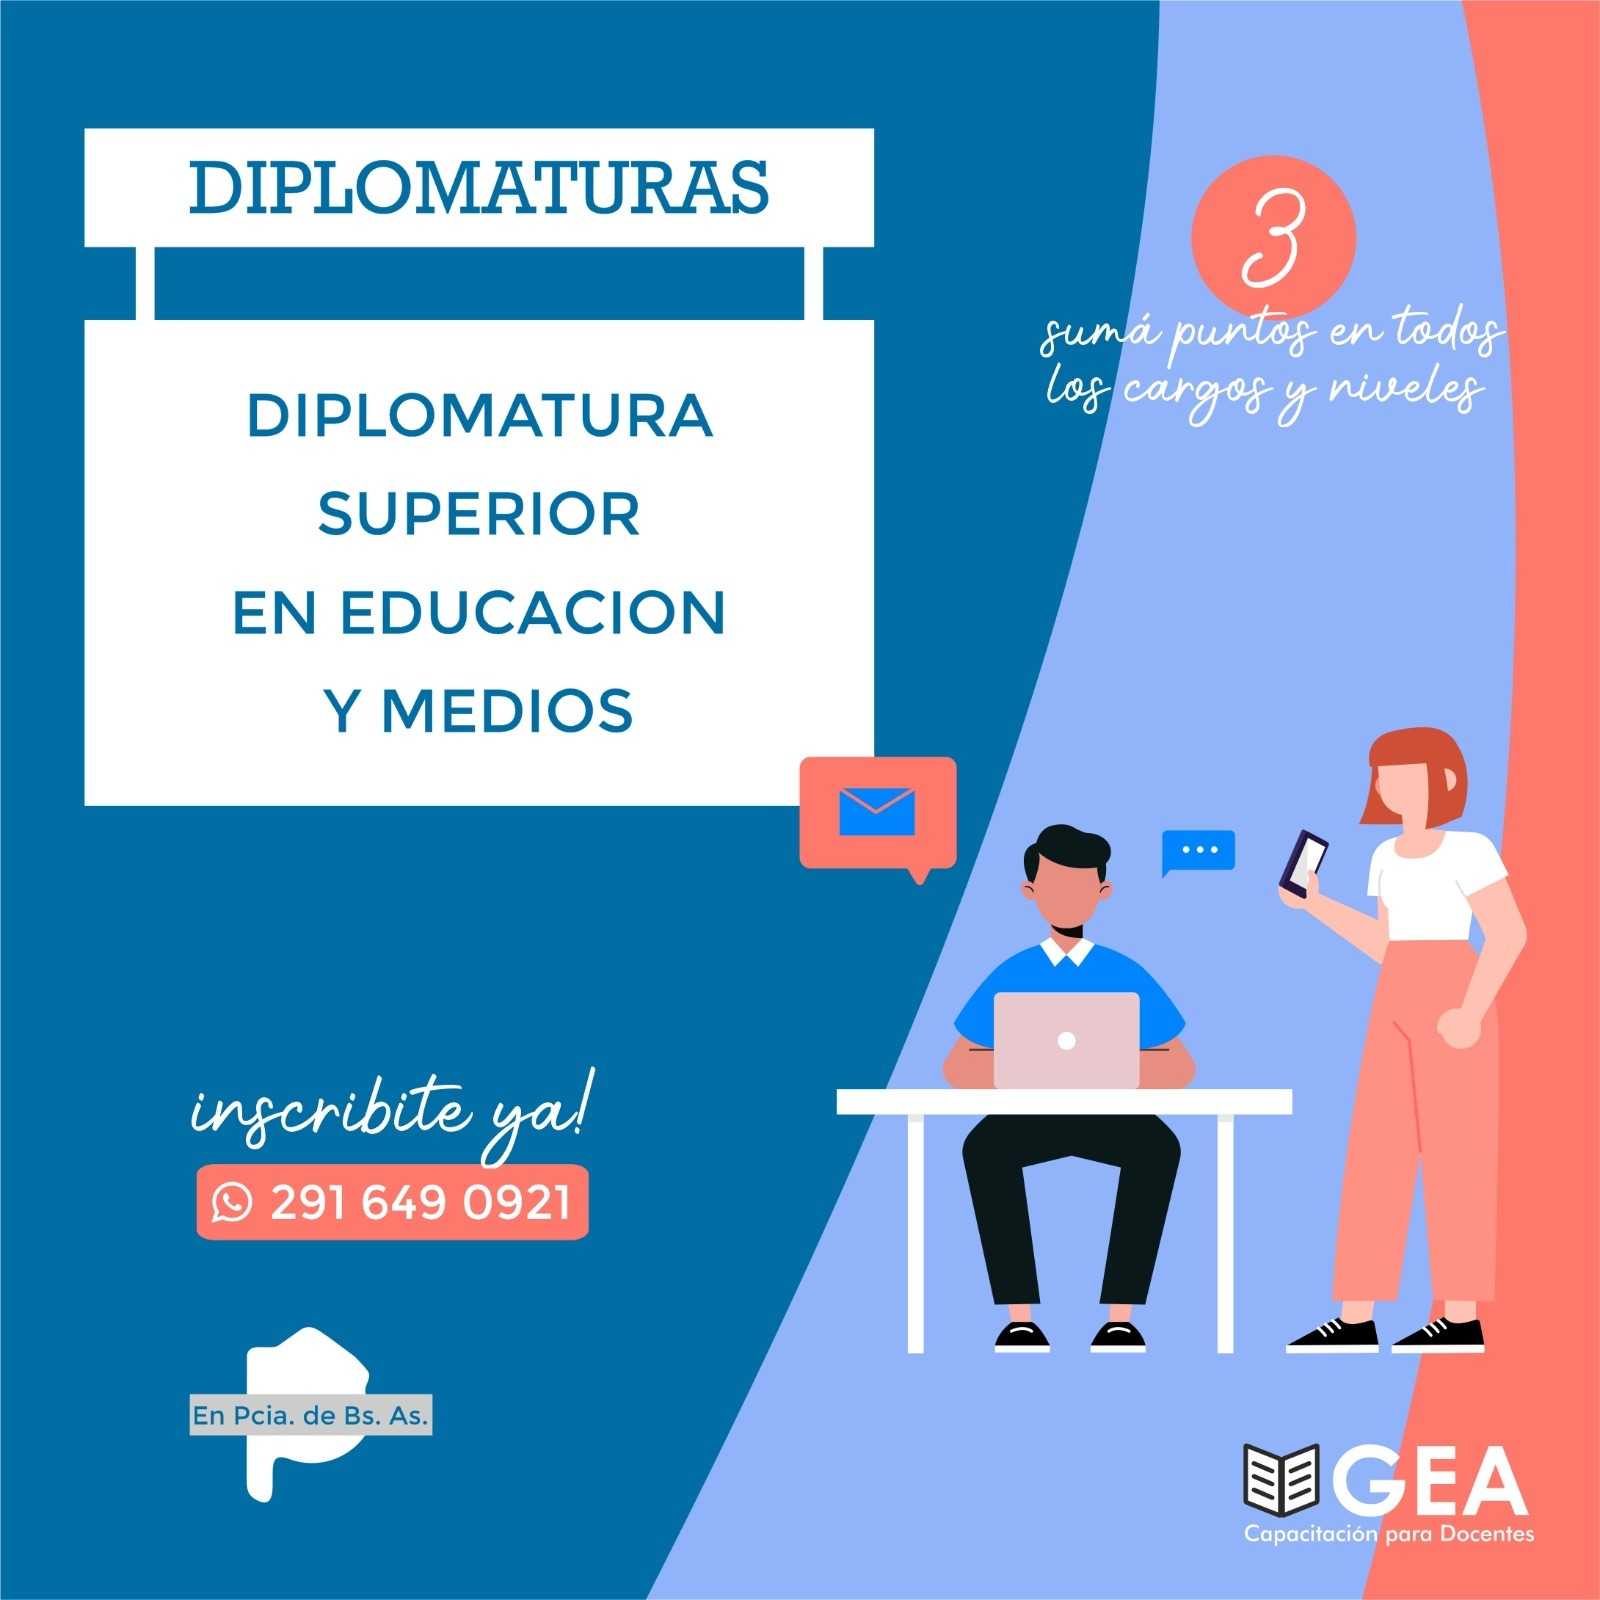 DIPLOMATURAS
DIPLOMATURA
SUPERIOR
EN EDUCACION
Y MEDIOS
3
sumá puntos en todos
los cargos y niveles
inscribite ya!
291 649 0921
En Pcia. de Bs. As.
GEA
Capacitación para Docentes